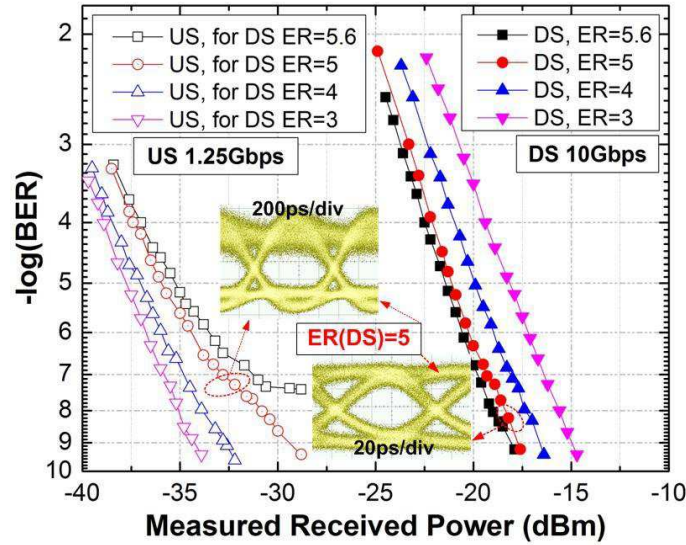 US, for DS ER=5.6
US, for DS ER=5
US, for DS ER=4
US, for DS ER=3
US 1.25Gbps
DS, ER=5.6
DS, ER=5
DS, ER=4
DS, ER=3
DS 10Gbps
200ps/div
ER(DS)=5
20ps/div
-log(BER)
2
3
4
5
6
7
8
9
10
-40 -35 -30 -25 -20 -15 -10
Measured Received Power (dBm)